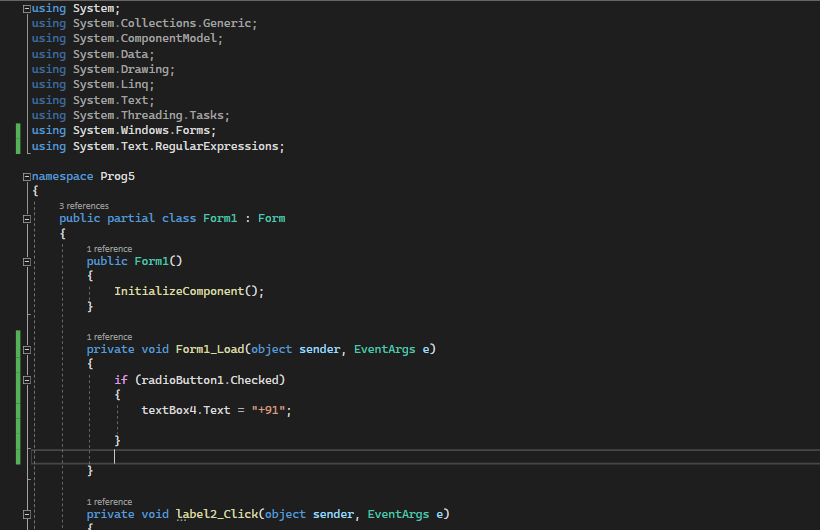 using System;
using System.Collections.Generic;
using System.ComponentModel;
using System.Data;
using System.Drawing;
using System.Linq;
using System.Text;
using System.Threading.Tasks;
using System.Windows.Forms;
using System.Text.RegularExpressions;

namespace Prog5
{
    3 references
    public partial class Form1 : Form
    {
        1 reference
        public Form1()
        {
            InitializeComponent();
        }

        1 reference
        private void Form1_Load(object sender, EventArgs e)
        {
            if (radioButton1.Checked)
            {
                textBox4.Text = "+91";

            }

        }

        1 reference
        private void label2_Click(object sender, EventArgs e)
        {